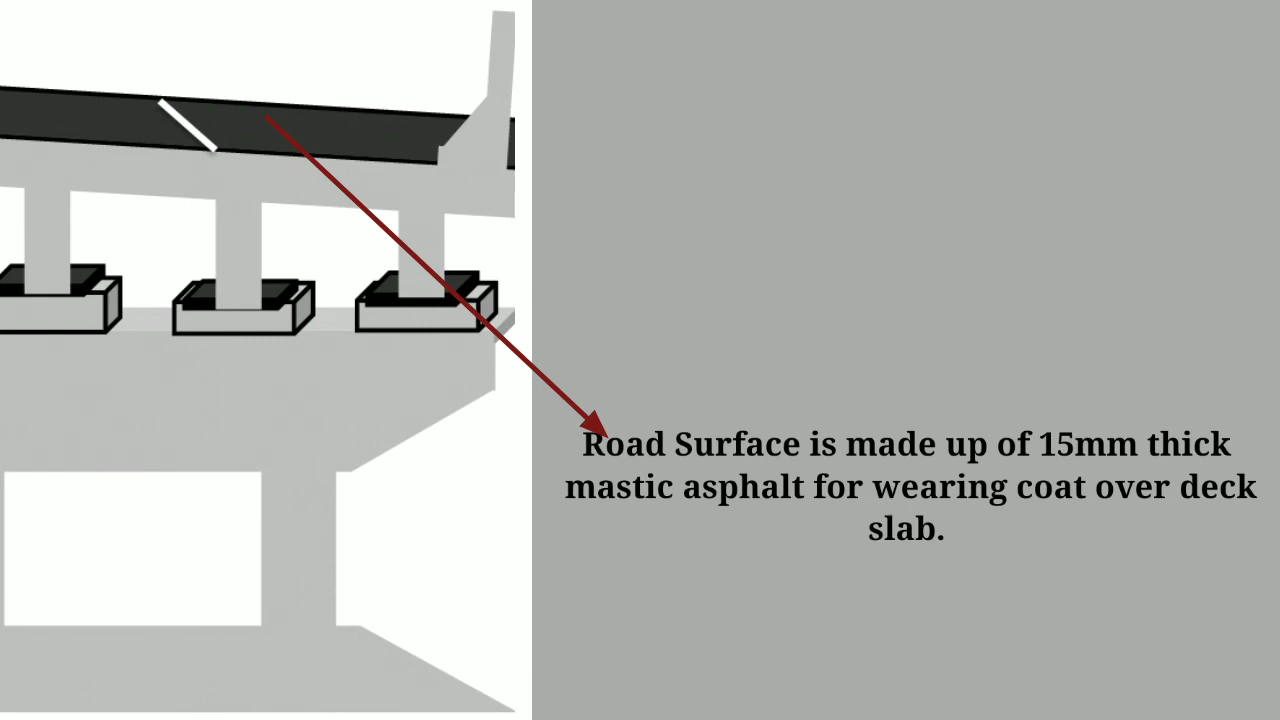 Road Surface is made up of 15mm thick
mastic asphalt for wearing coat over deck
slab.